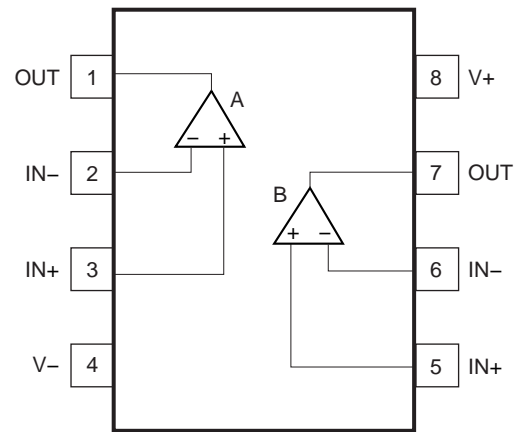 OUT 1
8 V+
A
− +
IN− 2
7 OUT
B
+ −
IN+ 3
6 IN−
V− 4
5 IN+